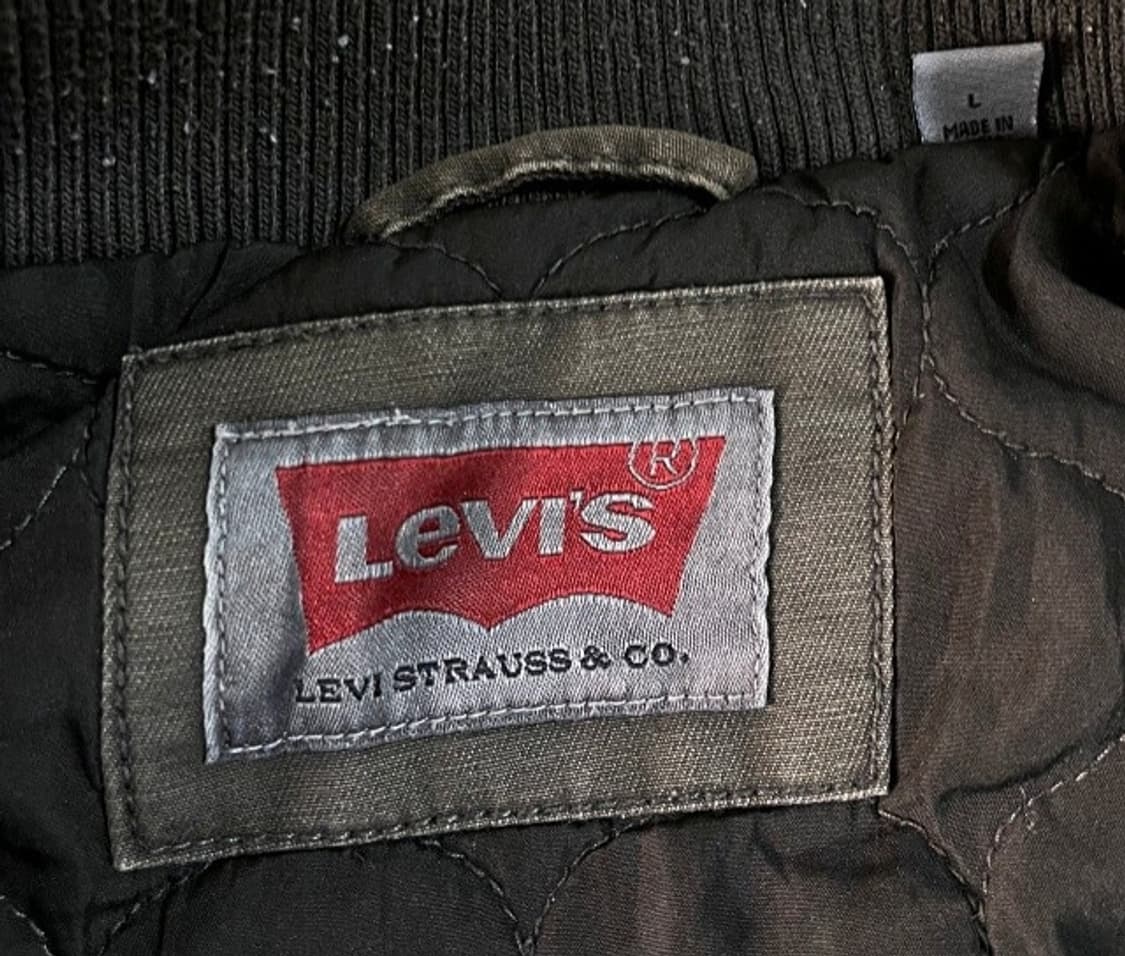 L
MADE IN
LEVI'S
®
LEVI STRAUSS & CO.